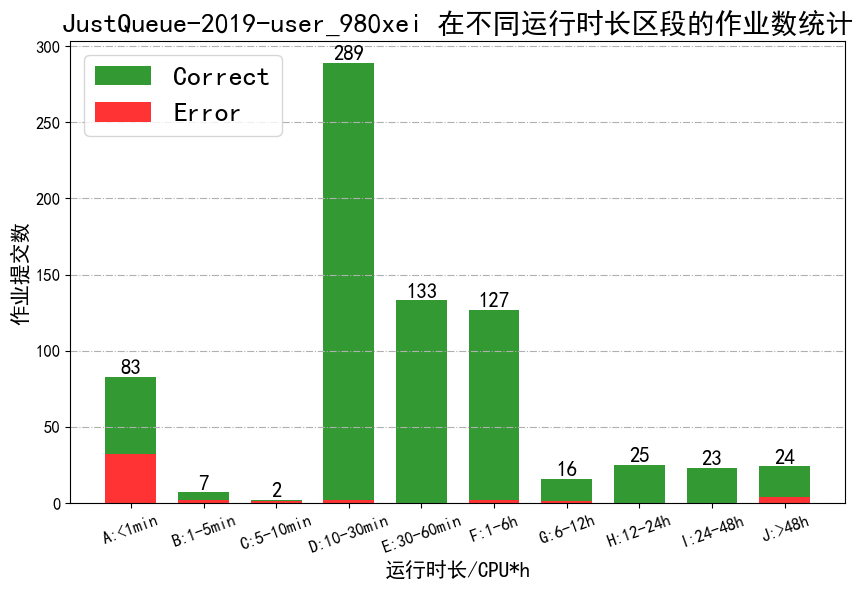 JustQueue-2019-user_980xei 在不同运行时长区段的作业数统计
Correct
Error
作业提交数
300
250
200
150
100
50
0
83
7
2
289
133
127
16
25
23
24
A:<1min
B:1-5min
C:5-10min
D:10-30min
E:30-60min
F:1-6h
G:6-12h
H:12-24h
I:24-48h
J:>48h
运行时长/CPU*h